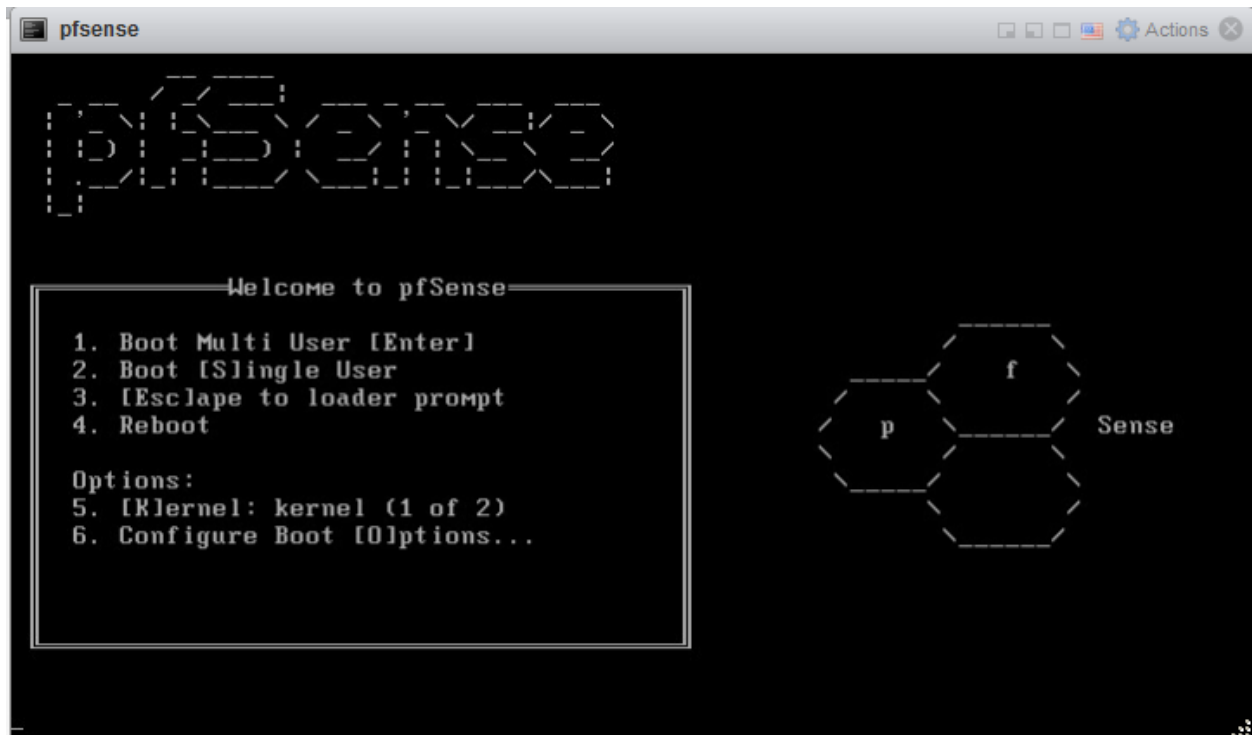 pfsense
Actions
pfSense
Welcome to pfSense
1. Boot Multi User [Enter]
2. Boot [S]ingle User
3. [Esc]ape to loader prompt
4. Reboot
Options:
5. [K]ernel: kernel (1 of 2)
6. Configure Boot [O]ptions...
f
p
Sense